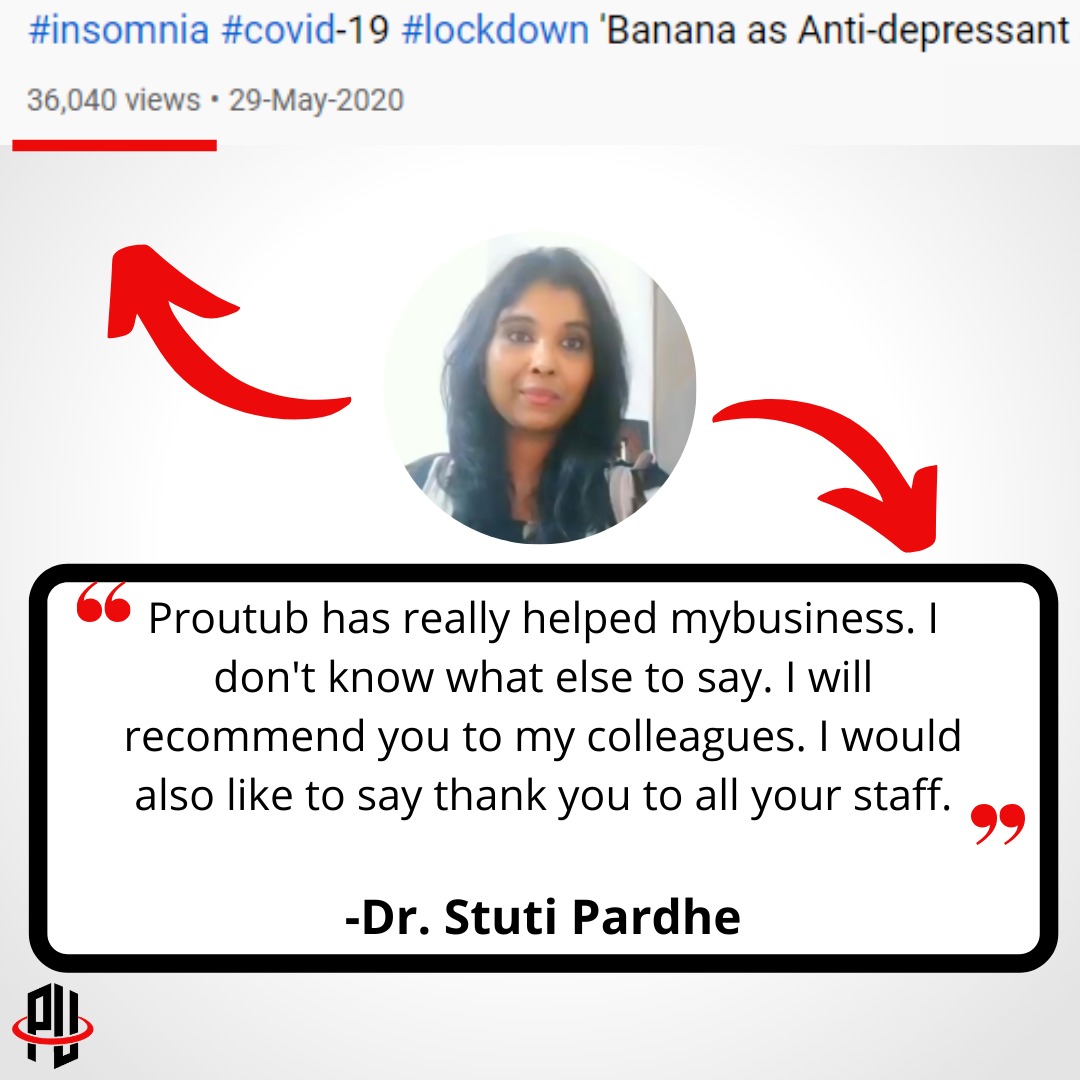 #insomnia #covid-19 #lockdown 'Banana as Anti-depressant
36,040 views • 29-May-2020
“ Proutub has really helped mybusiness. I
don't know what else to say. I will
recommend you to my colleagues. I would
also like to say thank you to all your staff. ”
-Dr. Stuti Pardhe
PU